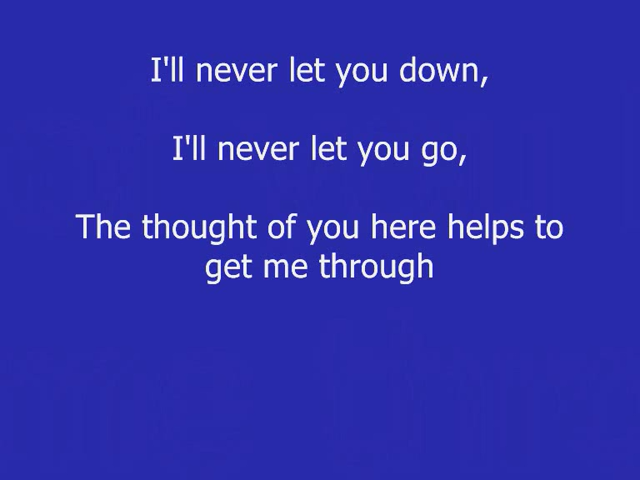 I'll never let you down,
I'll never let you go,
The thought of you here helps to
get me through